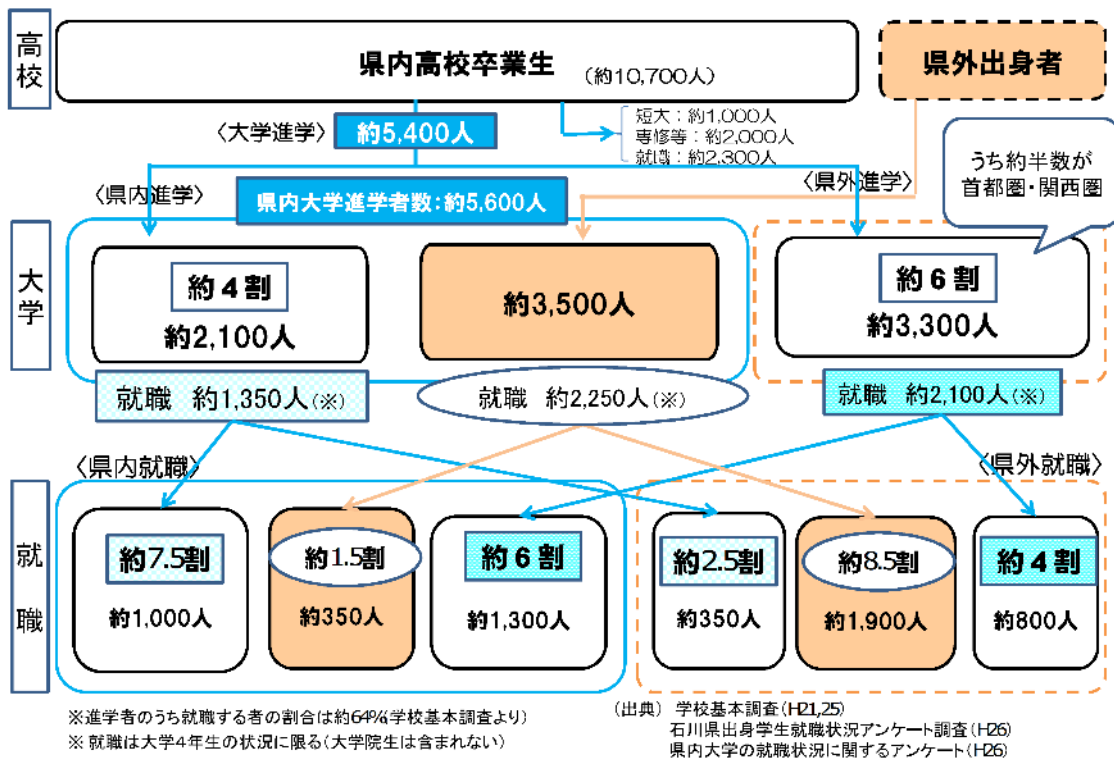 高校
県内高校卒業生 (約10,700人)
県外出身者
〈大学進学〉
約5,400人
短大:約1,000人
専修等:約2,000人
就職:約2,300人
うち約半数が
首都圏・関西圏
〈県内進学〉
県内大学進学者数:約5,600人
〈県外進学〉
大学
約4割
約2,100人
約3,500人
約6割
約3,300人
就職 約1,350人(※)
就職 約2,250人(※)
就職 約2,100人(※)
〈県内就職〉
〈県外就職〉
就職
約7.5割
約1,000人
約1.5割
約350人
約6割
約1,300人
約2.5割
約350人
約8.5割
約1,900人
約4割
約800人
※進学者のうち就職する者の割合は約64%(学校基本調査より)
※ 就職は大学4年生の状況に限る(大学院生は含まれない)
(出典) 学校基本調査(H21,25)
石川県出身学生就職状況アンケート調査(H26)
県内大学の就職状況に関するアンケート(H26)